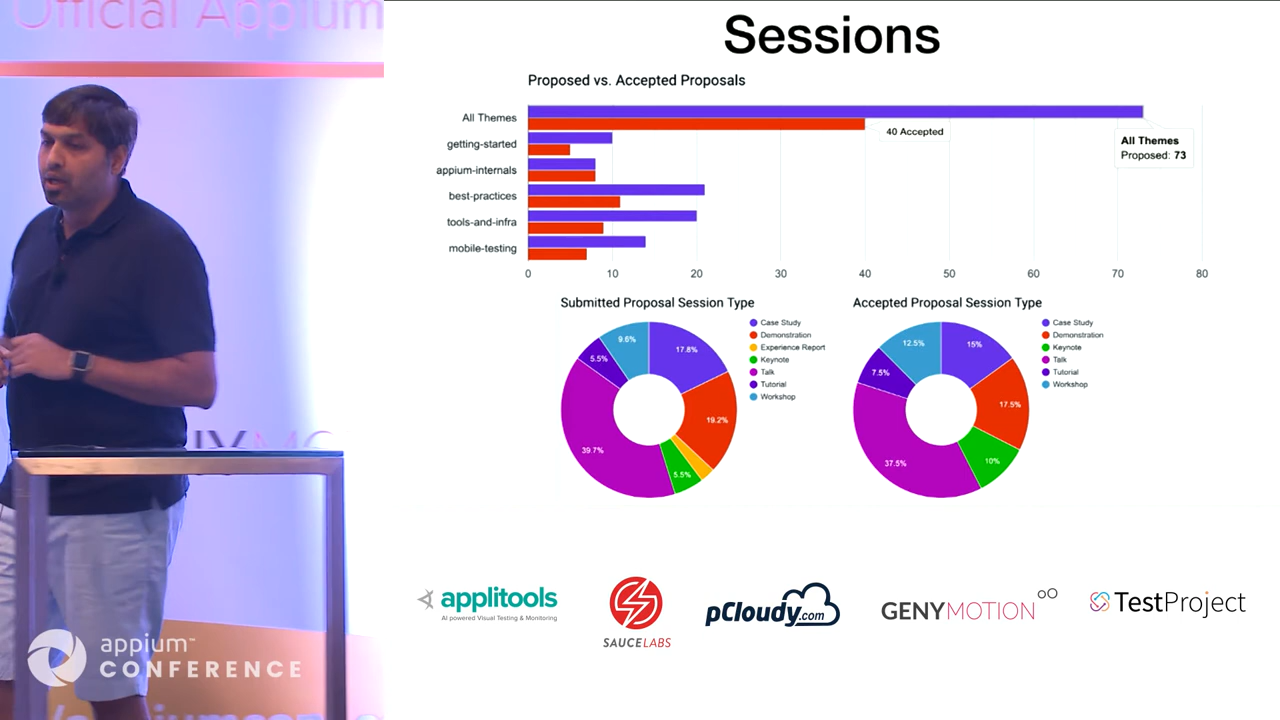 Official Appium
Sessions
Proposed vs. Accepted Proposals
All Themes
getting-started
appium-internals
best-practices
tools-and-infra
mobile-testing
40 Accepted
All Themes
Proposed: 73
0 10 20 30 40 50 60 70 80
Submitted Proposal Session Type
17.8%
19.2%
5.5%
39.7%
5.5%
9.6%
Case Study
Demonstration
Experience Report
Keynote
Talk
Tutorial
Workshop
Accepted Proposal Session Type
15%
17.5%
10%
37.5%
7.5%
12.5%
Case Study
Demonstration
Keynote
Talk
Tutorial
Workshop
applitools
AI powered Visual Testing & Monitoring
SAUCELABS
pCloudy.com
GENYMOTION
TestProject
appium™
CONFERENCE